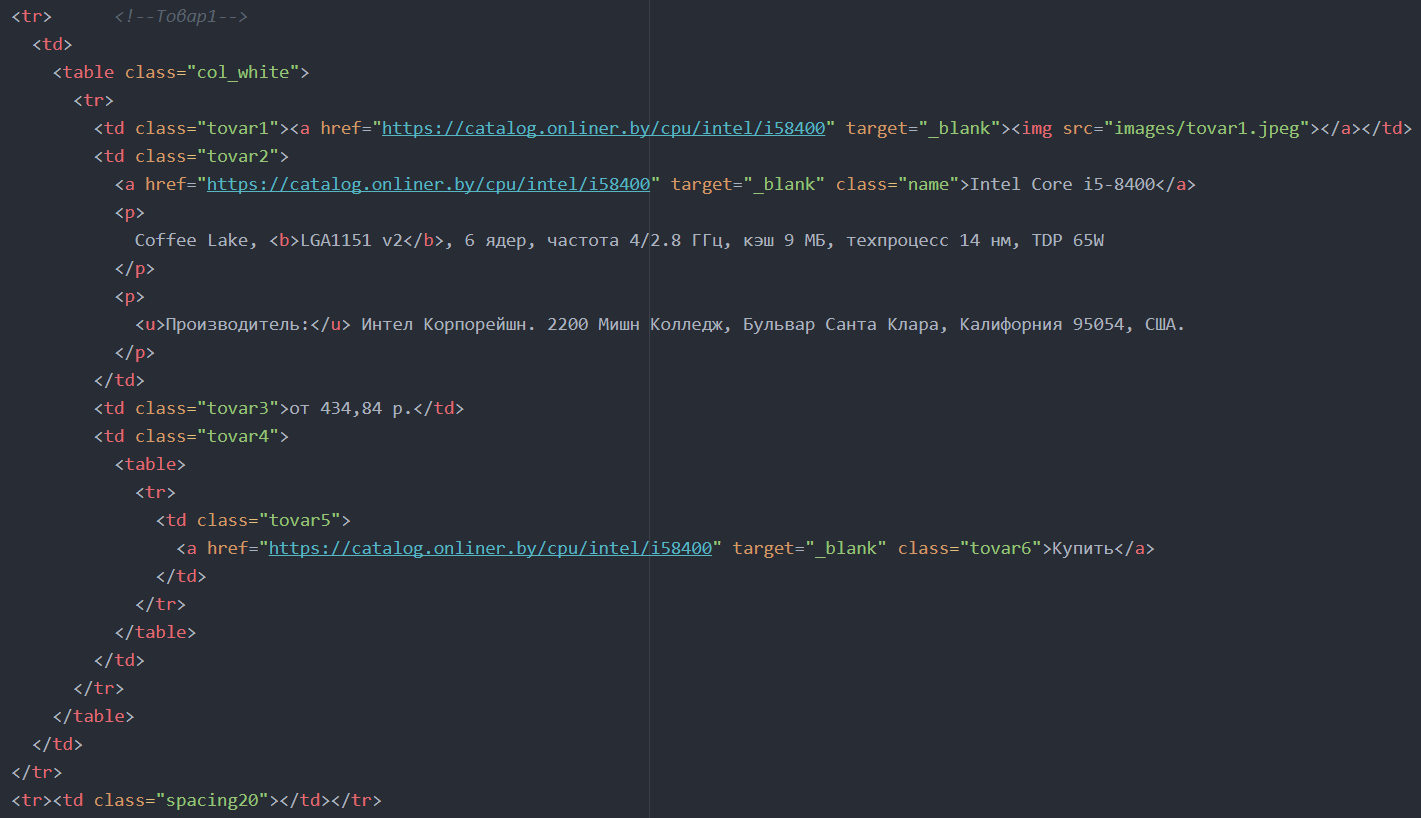 <tr>      <!--Товар1-->
  <td>
    <table class="col_white">
      <tr>
        <td class="tovar1"><a href="https://catalog.onliner.by/cpu/intel/i58400" target="_blank"><img src="images/tovar1.jpeg"></a></td>
        <td class="tovar2">
          <a href="https://catalog.onliner.by/cpu/intel/i58400" target="_blank" class="name">Intel Core i5-8400</a>
          <p>
            Coffee Lake, <b>LGA1151 v2</b>, 6 ядер, частота 4/2.8 ГГц, кэш 9 МБ, техпроцесс 14 нм, TDP 65W
          </p>
          <p>
            <u>Производитель:</u> Интел Корпорейшн. 2200 Мишн Колледж, Бульвар Санта Клара, Калифорния 95054, США.
          </p>
        </td>
        <td class="tovar3">от 434,84 р.</td>
        <td class="tovar4">
          <table>
            <tr>
              <td class="tovar5">
                <a href="https://catalog.onliner.by/cpu/intel/i58400" target="_blank" class="tovar6">Купить</a>
              </td>
            </tr>
          </table>
        </td>
      </tr>
    </table>
  </td>
</tr>
<tr><td class="spacing20"></td></tr>